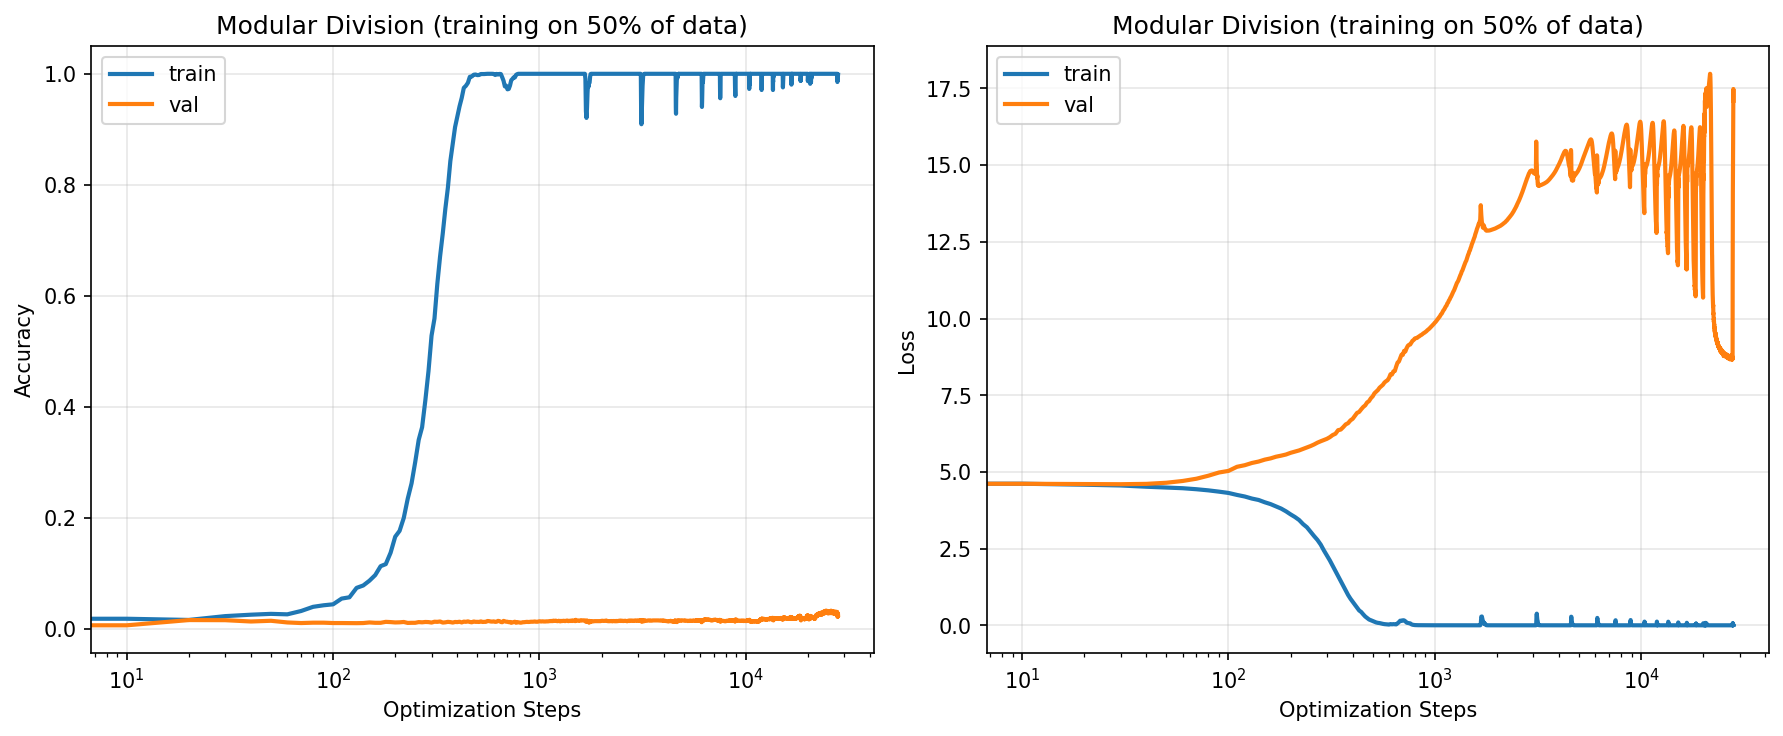 Modular Division (training on 50% of data)
train
val
1.0
0.8
0.6
0.4
0.2
0.0
Accuracy
10¹
10²
10³
10⁴
Optimization Steps
Modular Division (training on 50% of data)
train
val
17.5
15.0
12.5
10.0
7.5
5.0
2.5
0.0
Loss
10¹
10²
10³
10⁴
Optimization Steps